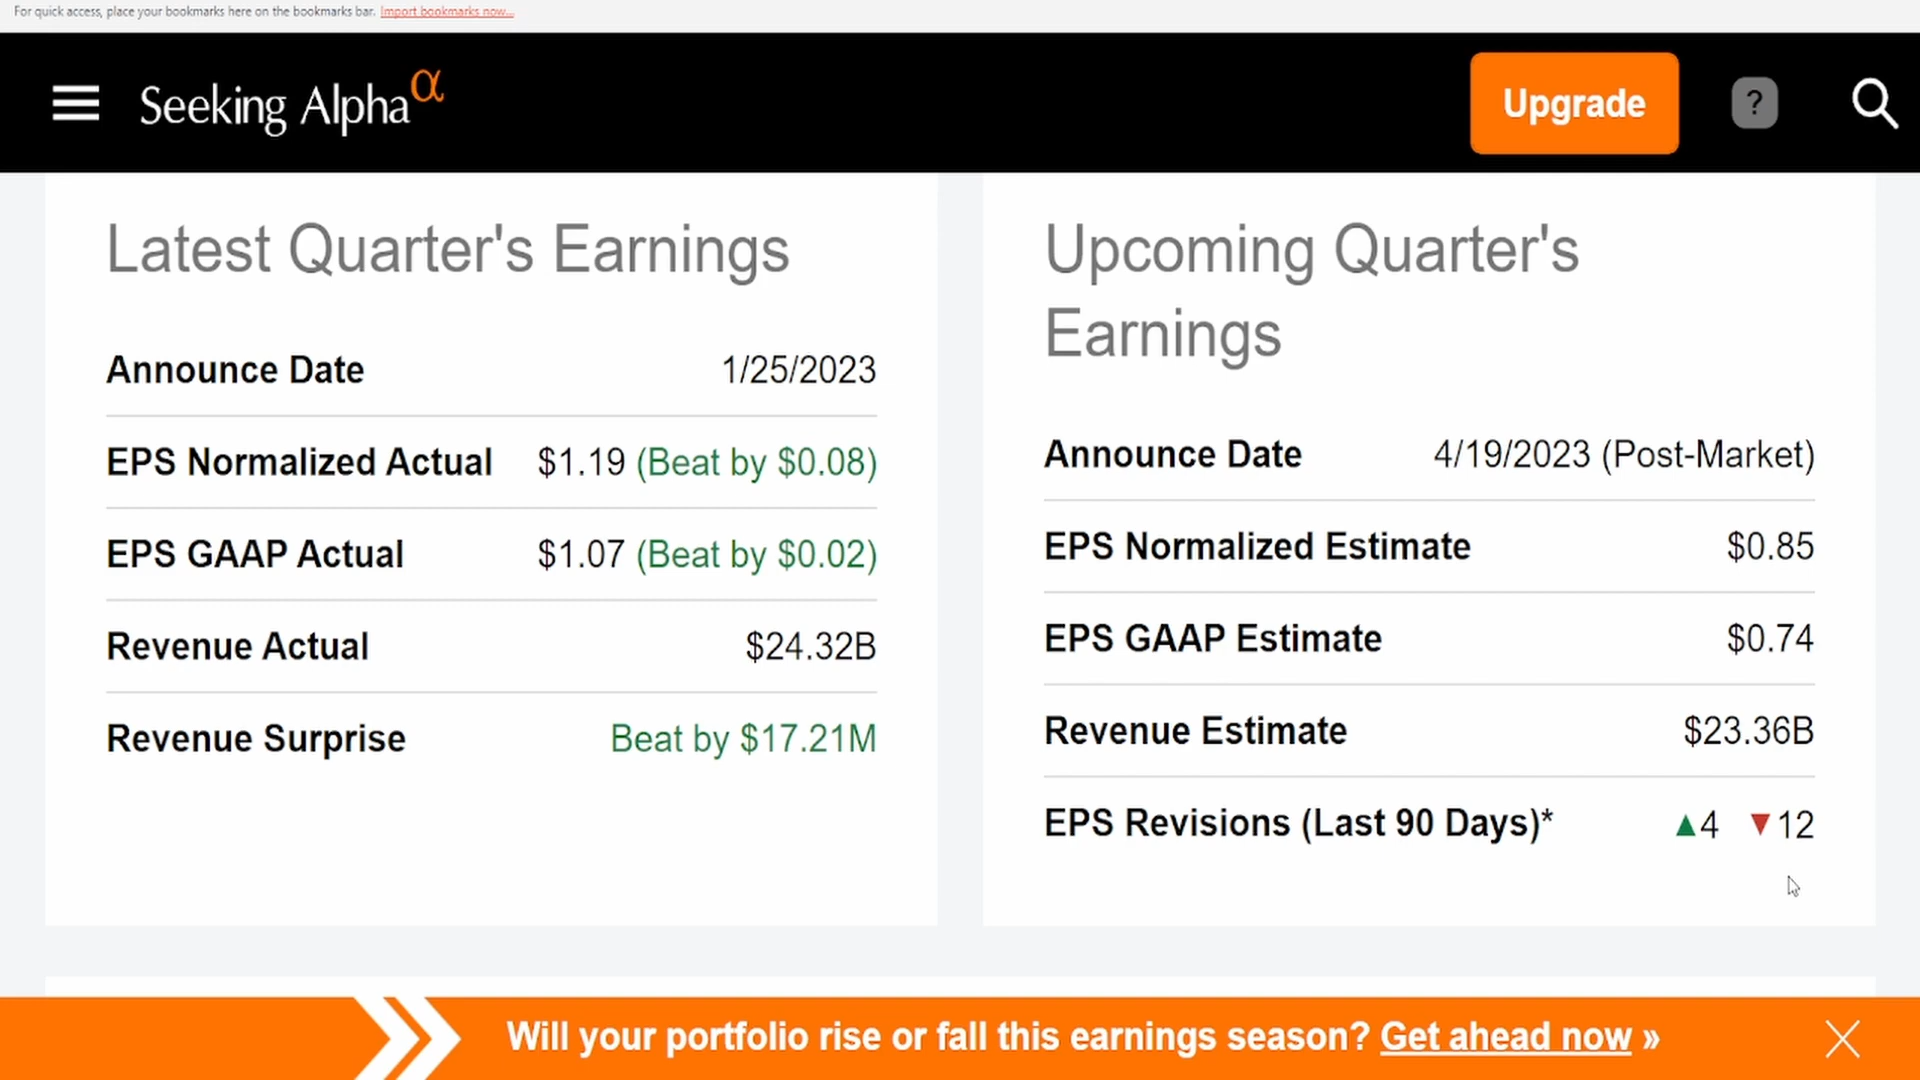 For quick access, place your bookmarks here on the bookmarks bar. Import bookmarks now...
Seeking Alpha α
Upgrade
?
Latest Quarter's Earnings
Announce Date 1/25/2023
EPS Normalized Actual $1.19 (Beat by $0.08)
EPS GAAP Actual $1.07 (Beat by $0.02)
Revenue Actual $24.32B
Revenue Surprise Beat by $17.21M
Upcoming Quarter's
Earnings
Announce Date 4/19/2023 (Post-Market)
EPS Normalized Estimate $0.85
EPS GAAP Estimate $0.74
Revenue Estimate $23.36B
EPS Revisions (Last 90 Days)* ▲4 ▼12
Will your portfolio rise or fall this earnings season? Get ahead now »